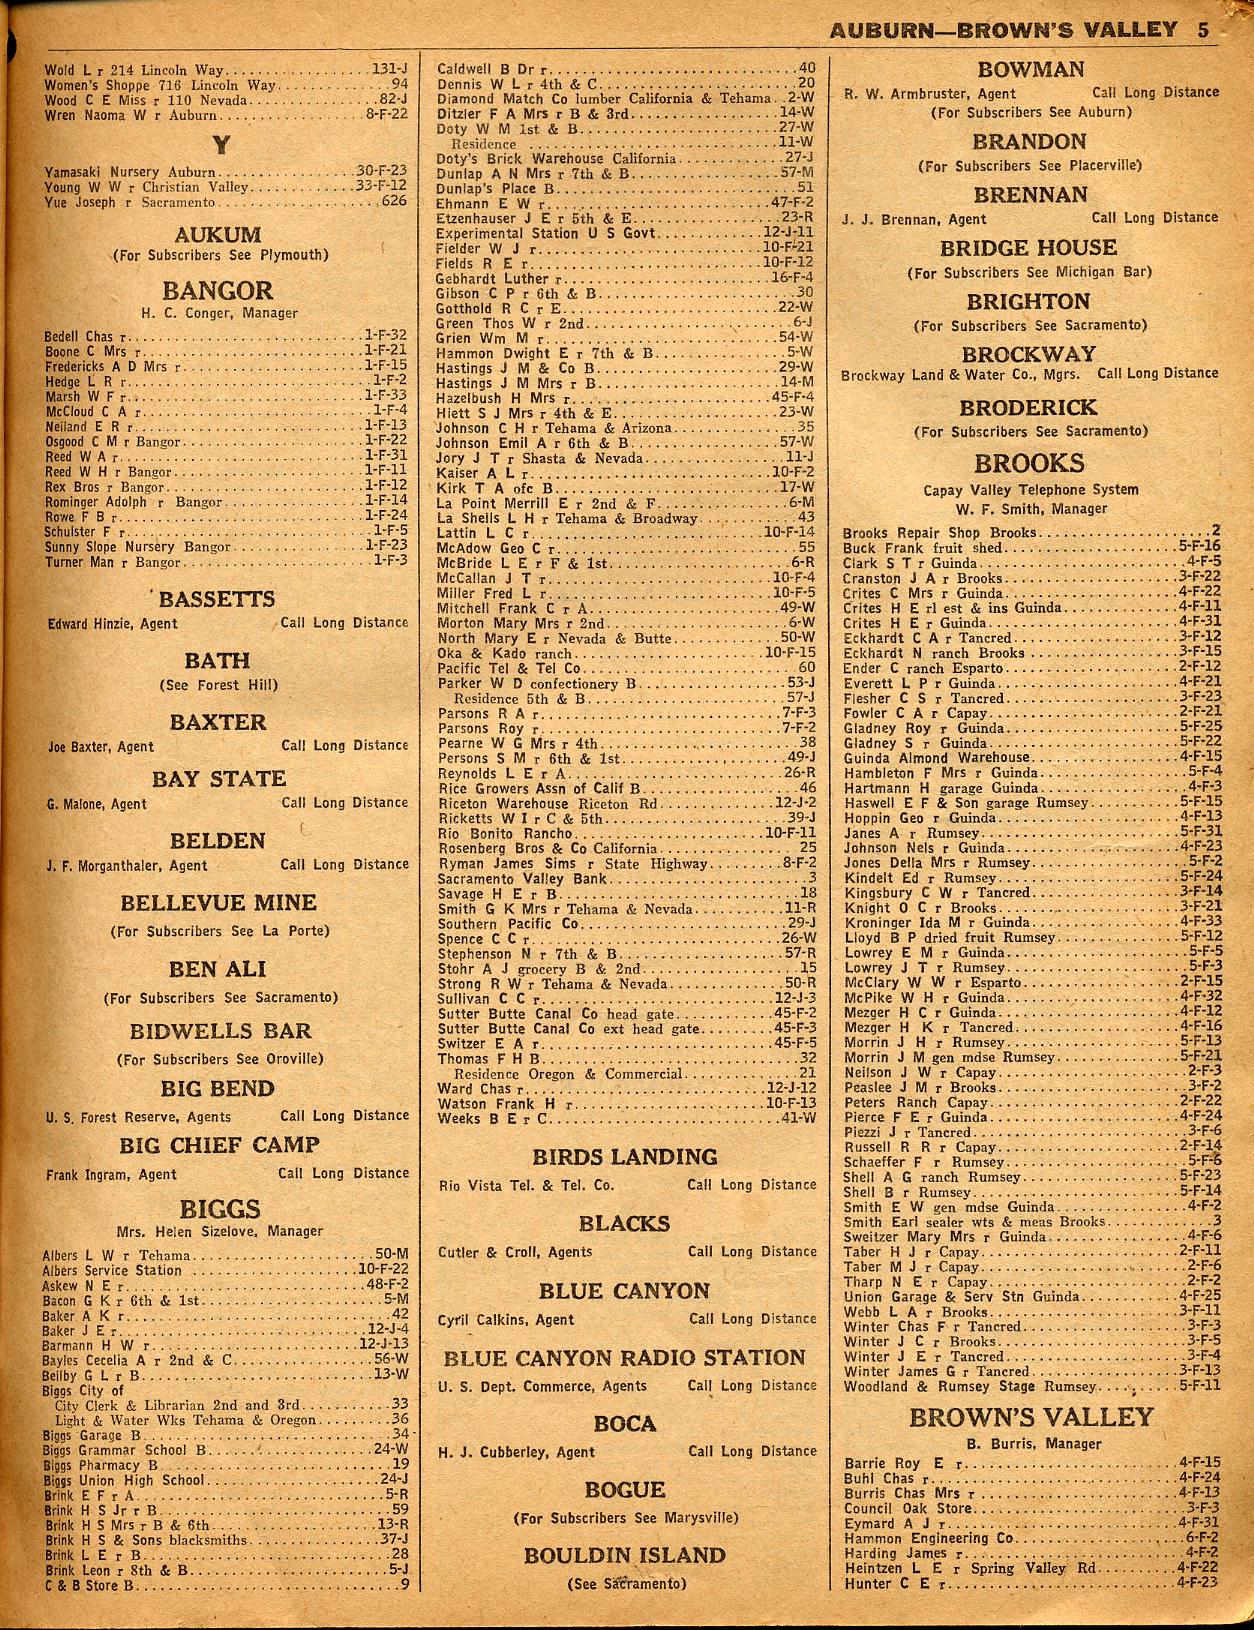 AUBURN—BROWN'S VALLEY 5
Wold L r 214 Lincoln Way 131-J
Women's Shoppe 716 Lincoln Way 94
Wood C E Miss r 110 Nevada 82-J
Wren Naoma W r Auburn 8-F-22
Y
Yamasaki Nursery Auburn 30-F-23
Young W W r Christian Valley 33-F-12
Yue Joseph r Sacramento 626
AUKUM
(For Subscribers See Plymouth)
BANGOR
H. C. Conger, Manager
Bedell Chas r 1-F-32
Boone C Mrs r 1-F-21
Fredericks A D Mrs r 1-F-15
Hedge L R r 1-F-2
Marsh W F r 1-F-33
McCloud C A r 1-F-4
Neiland E R r 1-F-13
Osgood C M r Bangor 1-F-22
Reed W A r 1-F-31
Reed W H r Bangor 1-F-11
Rex Bros r Bangor 1-F-12
Rominger Adolph r Bangor 1-F-14
Rowe F B r 1-F-24
Schulster F r 1-F-5
Sunny Slope Nursery Bangor 1-F-23
Turner Man r Bangor 1-F-3
BASSETTS
Edward Hinzie, Agent Call Long Distance
BATH
(See Forest Hill)
BAXTER
Joe Baxter, Agent Call Long Distance
BAY STATE
G. Malone, Agent Call Long Distance
BELDEN
J. F. Morganthaler, Agent Call Long Distance
BELLEVUE MINE
(For Subscribers See La Porte)
BEN ALI
(For Subscribers See Sacramento)
BIDWELLS BAR
(For Subscribers See Oroville)
BIG BEND
U. S. Forest Reserve, Agents Call Long Distance
BIG CHIEF CAMP
Frank Ingram, Agent Call Long Distance
BIGGS
Mrs. Helen Sizelove, Manager
Albers L W r Tehama 50-M
Albers Service Station 10-F-22
Askew N E r 48-F-2
Bacon G K r 6th & 1st 5-M
Baker A K r 42
Baker J E r 12-J-4
Barmann H W r 12-J-13
Bayles Cecelia A r 2nd & C 56-W
Beilby G L r B 13-W
Biggs City of
City Clerk & Librarian 2nd and 3rd 33
Light & Water Wks Tehama & Oregon 36
Biggs Garage B 34
Biggs Grammar School B 24-W
Biggs Pharmacy B 19
Biggs Union High School 24-J
Brink E F r A 5-R
Brink H S Jr r B 59
Brink H S Mrs r B & 6th 13-R
Brink H S & Sons blacksmiths 37-J
Brink L E r B 28
Brink Leon r 8th & B 5-J
C & B Store B 9
Caldwell B Dr r 40
Dennis W L r 4th & C 20
Diamond Match Co lumber California & Tehama 2-W
Ditzler F A Mrs r B & 3rd 14-W
Doty W M 1st & B 27-W
Residence 11-W
Doty's Brick Warehouse California 27-J
Dunlap A N Mrs r 7th & B 57-M
Dunlap's Place B 51
Ehmann E W r 47-F-2
Etzenhauser J E r 5th & E 23-R
Experimental Station U S Govt 12-J-11
Fielder W J r 10-F-21
Fields R E r 10-F-12
Gebhardt Luther r 16-F-4
Gibson C P r 6th & B 30
Gotthold R C r E 22-W
Green Thos W r 2nd 6-J
Grien Wm M r 54-W
Hammon Dwight E r 7th & B 5-W
Hastings J M & Co B 29-W
Hastings J M Mrs r B 14-M
Hazelbush H Mrs r 45-F-4
Hiett S J Mrs r 4th & E 23-W
Johnson C H r Tehama & Arizona 35
Johnson Emil A r 6th & B 57-W
Jory J T r Shasta & Nevada 11-J
Kaiser A L r 10-F-2
Kirk T A ofc B 17-W
La Point Merrill E r 2nd & F 6-M
La Shells L H r Tehama & Broadway 43
Lattin L C r 10-F-14
McAdow Geo C r 55
McBride L E r F & 1st 6-R
McCallan J T r 10-F-4
Miller Fred L r 10-F-5
Mitchell Frank C r A 49-W
Morton Mary Mrs r 2nd 6-W
North Mary E r Nevada & Butte 50-W
Oka & Kado ranch 10-F-15
Pacific Tel & Tel Co 60
Parker W D confectionery B 53-J
Residence 5th & B 57-J
Parsons R A r 7-F-3
Parsons Roy r 7-F-2
Pearne W G Mrs r 4th 38
Persons S M r 6th & 1st 49-J
Reynolds L E r A 26-R
Rice Growers Assn of Calif B 46
Riceton Warehouse Riceton Rd 12-J-2
Ricketts W I r C & 5th 39-J
Rio Bonito Rancho 10-F-11
Rosenberg Bros & Co California 25
Ryman James Sims r State Highway 8-F-2
Sacramento Valley Bank 3
Savage H E r B 18
Smith G K Mrs r Tehama & Nevada 11-R
Southern Pacific Co 29-J
Spence C C r 26-W
Stephenson N r 7th & B 57-R
Stohr A J grocery B & 2nd 15
Strong R W r Tehama & Nevada 50-R
Sullivan C C r 12-J-3
Sutter Butte Canal Co head gate 45-F-2
Sutter Butte Canal Co ext head gate 45-F-3
Switzer E A r 45-F-5
Thomas F H B 32
Residence Oregon & Commercial 21
Ward Chas r 12-J-12
Watson Frank H r 10-F-13
Weeks B E r C 41-W
BIRDS LANDING
Rio Vista Tel. & Tel. Co. Call Long Distance
BLACKS
Cutler & Croll, Agents Call Long Distance
BLUE CANYON
Cyril Calkins, Agent Call Long Distance
BLUE CANYON RADIO STATION
U. S. Dept. Commerce, Agents Call Long Distance
BOCA
H. J. Cubberley, Agent Call Long Distance
BOGUE
(For Subscribers See Marysville)
BOULDIN ISLAND
(See Sacramento)
BOWMAN
R. W. Armbruster, Agent Call Long Distance
(For Subscribers See Auburn)
BRANDON
(For Subscribers See Placerville)
BRENNAN
J. J. Brennan, Agent Call Long Distance
BRIDGE HOUSE
(For Subscribers See Michigan Bar)
BRIGHTON
(For Subscribers See Sacramento)
BROCKWAY
Brockway Land & Water Co., Mgrs. Call Long Distance
BRODERICK
(For Subscribers See Sacramento)
BROOKS
Capay Valley Telephone System
W. F. Smith, Manager
Brooks Repair Shop Brooks 2
Buck Frank fruit shed 5-F-16
Clark S T r Guinda 4-F-5
Cranston J A r Brooks 3-F-22
Crites C Mrs r Guinda 4-F-22
Crites H E rl est & ins Guinda 4-F-11
Crites H E r Guinda 4-F-31
Eckhardt C A r Tancred 3-F-12
Eckhardt N ranch Brooks 3-F-15
Ender C ranch Esparto 2-F-12
Everett L P r Guinda 4-F-21
Flesher C S r Tancred 3-F-23
Fowler C A r Capay 2-F-21
Gladney Roy r Guinda 5-F-25
Gladney S r Guinda 5-F-22
Guinda Almond Warehouse 4-F-15
Hambleton F Mrs r Guinda 5-F-4
Hartmann H garage Guinda 4-F-3
Haswell E F & Son garage Rumsey 5-F-15
Hoppin Geo r Guinda 4-F-13
Janes A r Rumsey 5-F-31
Johnson Nels r Guinda 4-F-23
Jones Della Mrs r Rumsey 5-F-2
Kindelt Ed r Rumsey 5-F-24
Kingsbury C W r Tancred 3-F-14
Knight O C r Brooks 3-F-21
Kroninger Ida M r Guinda 4-F-33
Lloyd B P dried fruit Rumsey 5-F-12
Lowrey E M r Guinda 5-F-5
Lowrey J T r Rumsey 5-F-3
McClary W W r Esparto 2-F-15
McPike W H r Guinda 4-F-32
Mezger H C r Guinda 4-F-12
Mezger H K r Tancred 4-F-16
Morrin J H r Rumsey 5-F-13
Morrin J M gen mdse Rumsey 5-F-21
Neilson J W r Capay 2-F-3
Peaslee J M r Brooks 3-F-2
Peters Ranch Capay 2-F-22
Pierce F E r Guinda 4-F-24
Piezzi J r Tancred 3-F-6
Russell R R r Capay 2-F-14
Schaeffer F r Rumsey 5-F-6
Shell A G ranch Rumsey 5-F-23
Shell B r Rumsey 5-F-14
Smith E W gen mdse Guinda 4-F-2
Smith Earl sealer wts & meas Brooks 3
Sweitzer Mary Mrs r Guinda 4-F-6
Taber H J r Capay 2-F-11
Taber M J r Capay 2-F-6
Tharp N E r Capay 2-F-2
Union Garage & Serv Stn Guinda 4-F-25
Webb L A r Brooks 3-F-11
Winter Chas F r Tancred 3-F-3
Winter J C r Brooks 3-F-5
Winter J E r Tancred 3-F-4
Winter James G r Tancred 3-F-13
Woodland & Rumsey Stage Rumsey 5-F-11
BROWN'S VALLEY
B. Burris, Manager
Barrie Roy E r 4-F-15
Buhl Chas r 4-F-24
Burris Chas Mrs r 4-F-13
Council Oak Store 3-F-3
Eymard A J r 4-F-31
Hammon Engineering Co 6-F-2
Harding James r 4-F-2
Heintzen L E r Spring Valley Rd 4-F-22
Hunter C E r 4-F-23